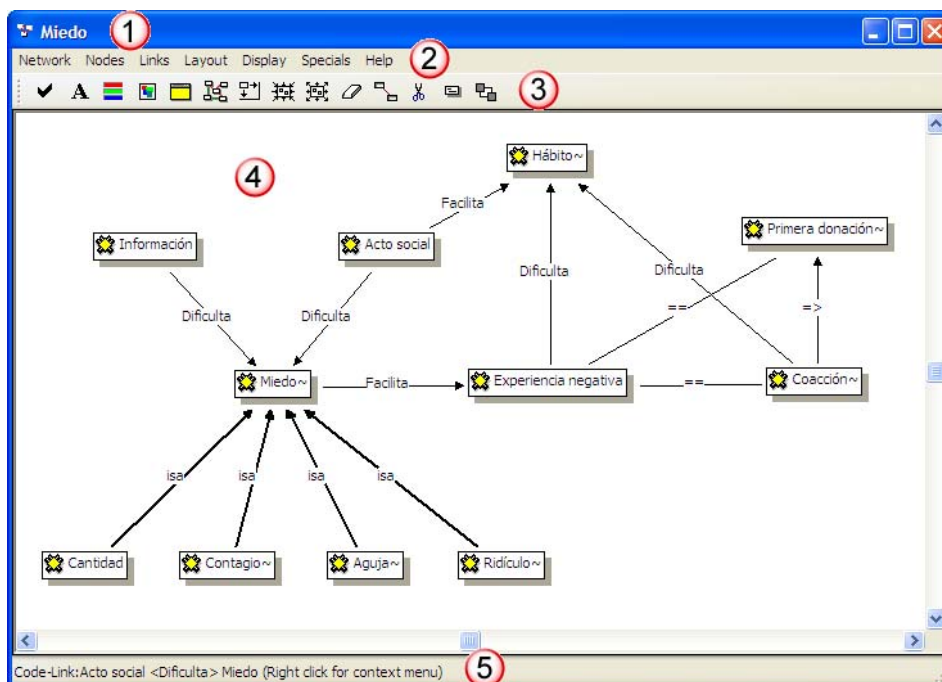 Miedo 1
Network Nodes Links Layout Display Specials Help 2
A 3
4
Hábito~
Facilita
Información
Acto social
Primera donación~
Dificulta
Dificulta
==
=>
Dificulta
Dificulta
Miedo~
Facilita
Experiencia negativa
==
Coacción~
isa
isa
isa
isa
Cantidad
Contagio~
Aguja~
Ridículo~
Code-Link:Acto social <Dificulta> Miedo (Right click for context menu) 5